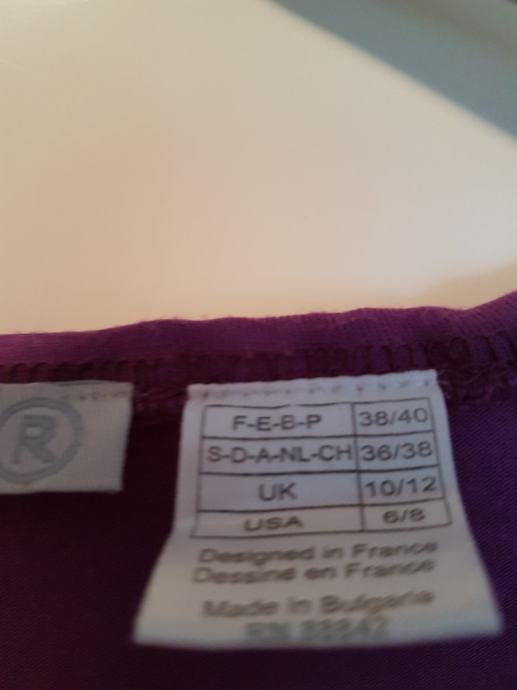 R
F-E-B-P 38/40
S-D-A-NL-CH 36/38
UK 10/12
USA 6/8
Designed in France
Dessiné en France
Made in Bulgaria
RN